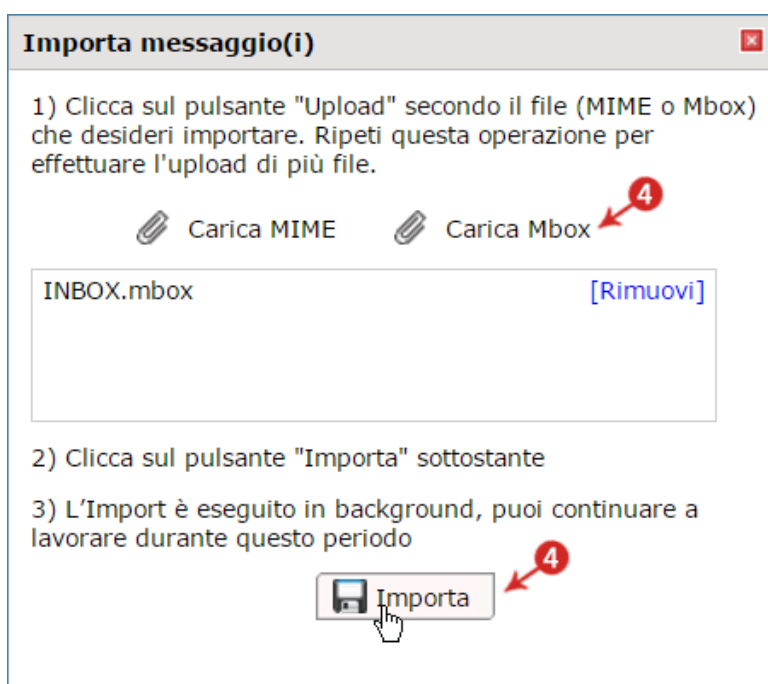 Importa messaggio(i)
1) Clicca sul pulsante "Upload" secondo il file (MIME o Mbox)
che desideri importare. Ripeti questa operazione per
effettuare l'upload di più file.
4
Carica MIME Carica Mbox
INBOX.mbox [Rimuovi]
2) Clicca sul pulsante "Importa" sottostante
3) L’Import è eseguito in background, puoi continuare a
lavorare durante questo periodo
4
Importa